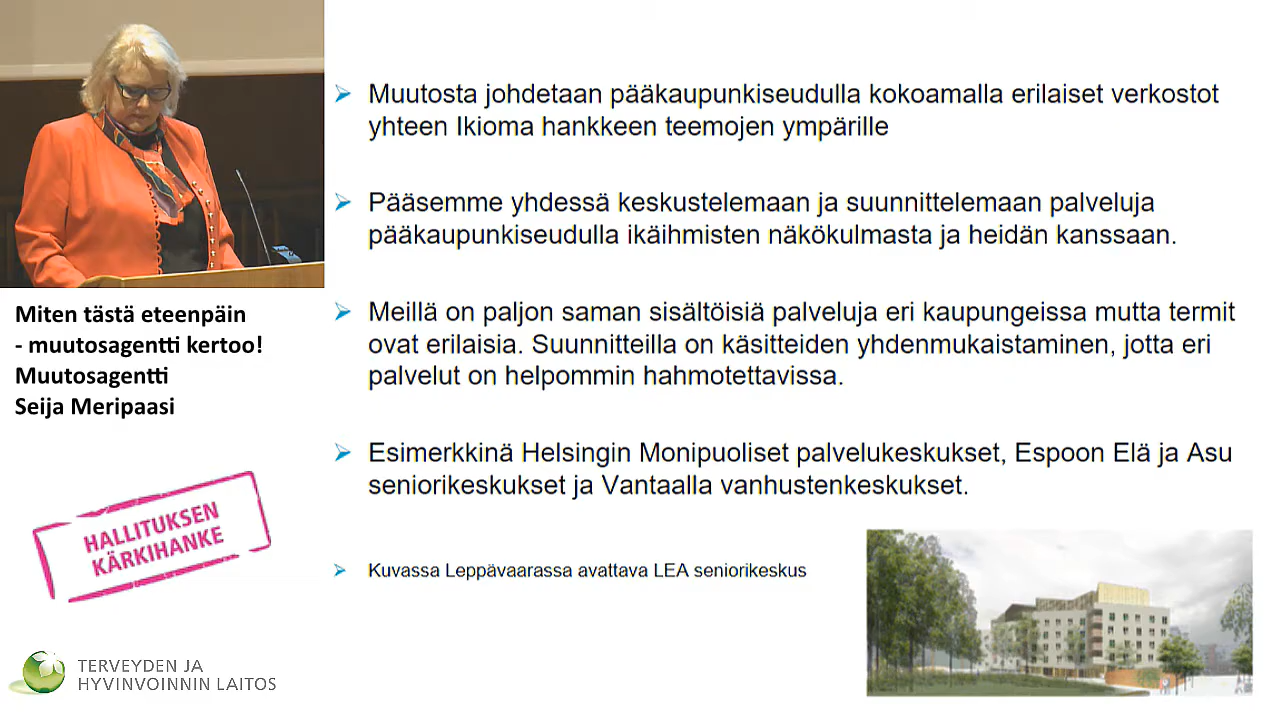 Muutosta johdetaan pääkaupunkiseudulla kokoamalla erilaiset verkostot
yhteen Ikioma hankkeen teemojen ympärille
Pääsemme yhdessä keskustelemaan ja suunnittelemaan palveluja
pääkaupunkiseudulla ikäihmisten näkökulmasta ja heidän kanssaan.
Meillä on paljon saman sisältöisiä palveluja eri kaupungeissa mutta termit
ovat erilaisia. Suunnitteilla on käsitteiden yhdenmukaistaminen, jotta eri
palvelut on helpommin hahmotettavissa.
Esimerkkinä Helsingin Monipuoliset palvelukeskukset, Espoon Elä ja Asu
seniorikeskukset ja Vantaalla vanhustenkeskukset.
Kuvassa Leppävaarassa avattava LEA seniorikeskus
Miten tästä eteenpäin
- muutosagentti kertoo!
Muutosagentti
Seija Meripaasi
HALLITUKSEN
KÄRKIHANKE
TERVEYDEN JA
HYVINVOINNIN LAITOS